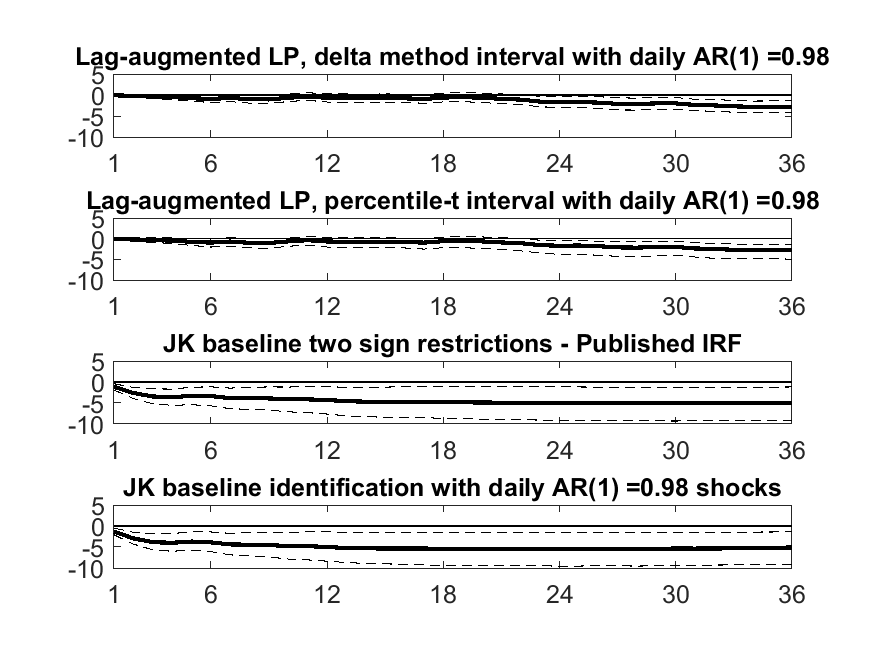 Lag-augmented LP, delta method interval with daily AR(1) =0.98
5
0
-5
-10
1 6 12 18 24 30 36
Lag-augmented LP, percentile-t interval with daily AR(1) =0.98
5
0
-5
-10
1 6 12 18 24 30 36
JK baseline two sign restrictions - Published IRF
5
0
-5
-10
1 6 12 18 24 30 36
JK baseline identification with daily AR(1) =0.98 shocks
5
0
-5
-10
1 6 12 18 24 30 36